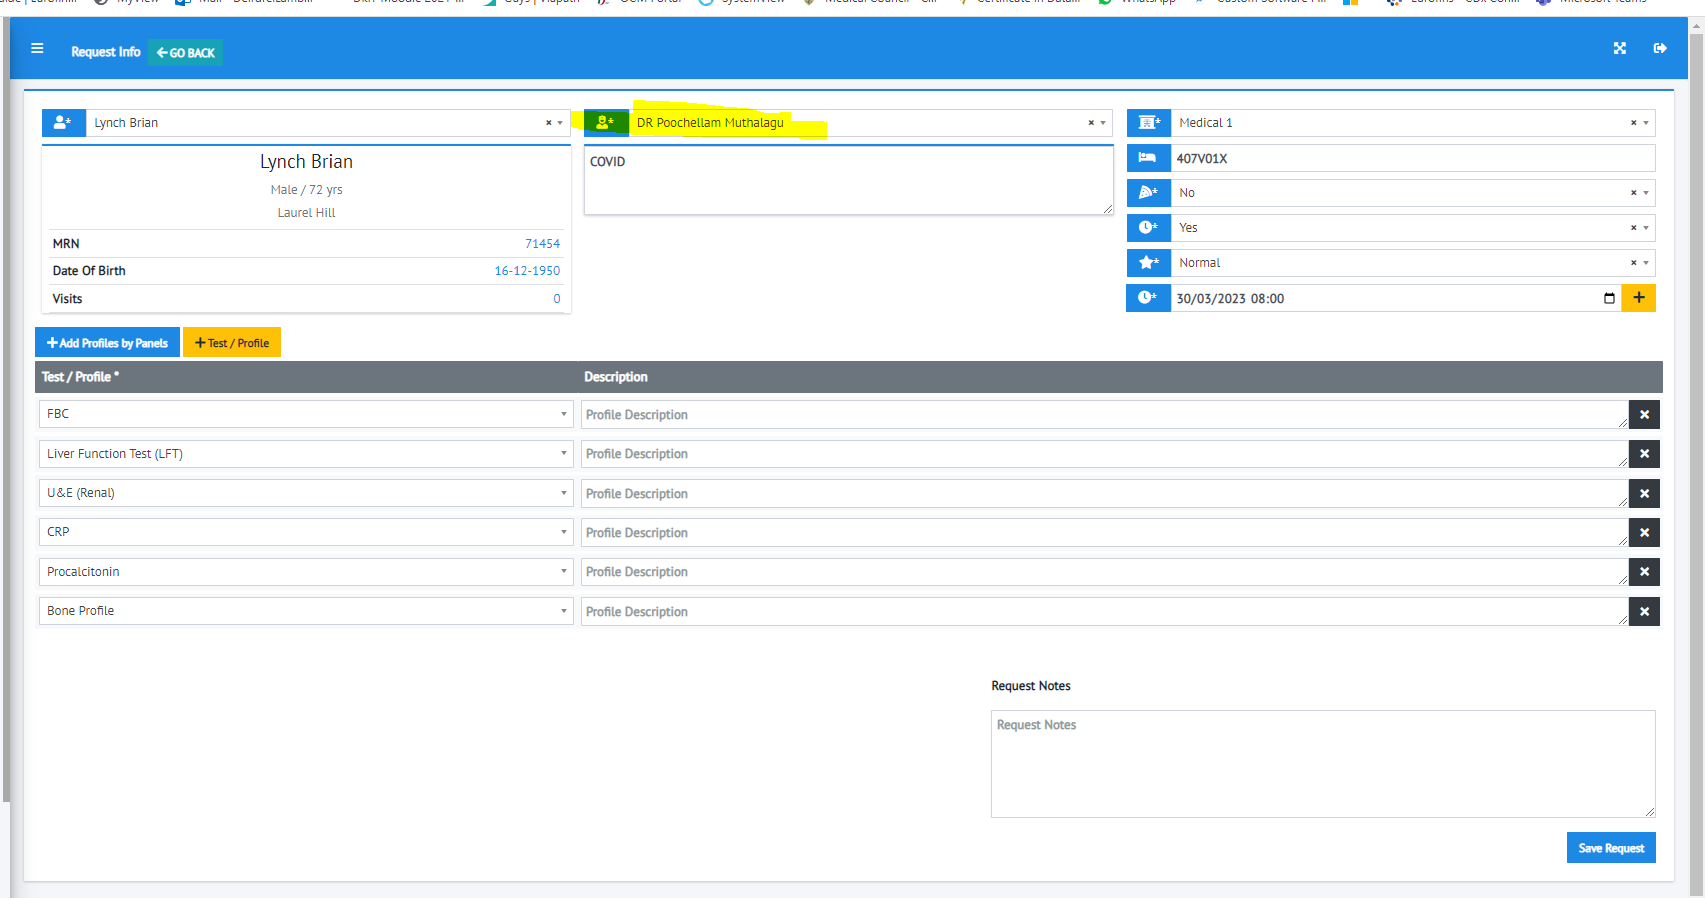 Request Info GO BACK
Lynch Brian
DR Poochellam Muthalagu
Medical 1
Lynch Brian
Male / 72 yrs
Laurel Hill
MRN 71454
Date Of Birth 16-12-1950
Visits 0
COVID
407V01X
No
Yes
Normal
30/03/2023 08:00
Add Profiles by Panels
Test / Profile
Test / Profile * Description
FBC Profile Description
Liver Function Test (LFT) Profile Description
U&E (Renal) Profile Description
CRP Profile Description
Procalcitonin Profile Description
Bone Profile Profile Description
Request Notes
Request Notes
Save Request